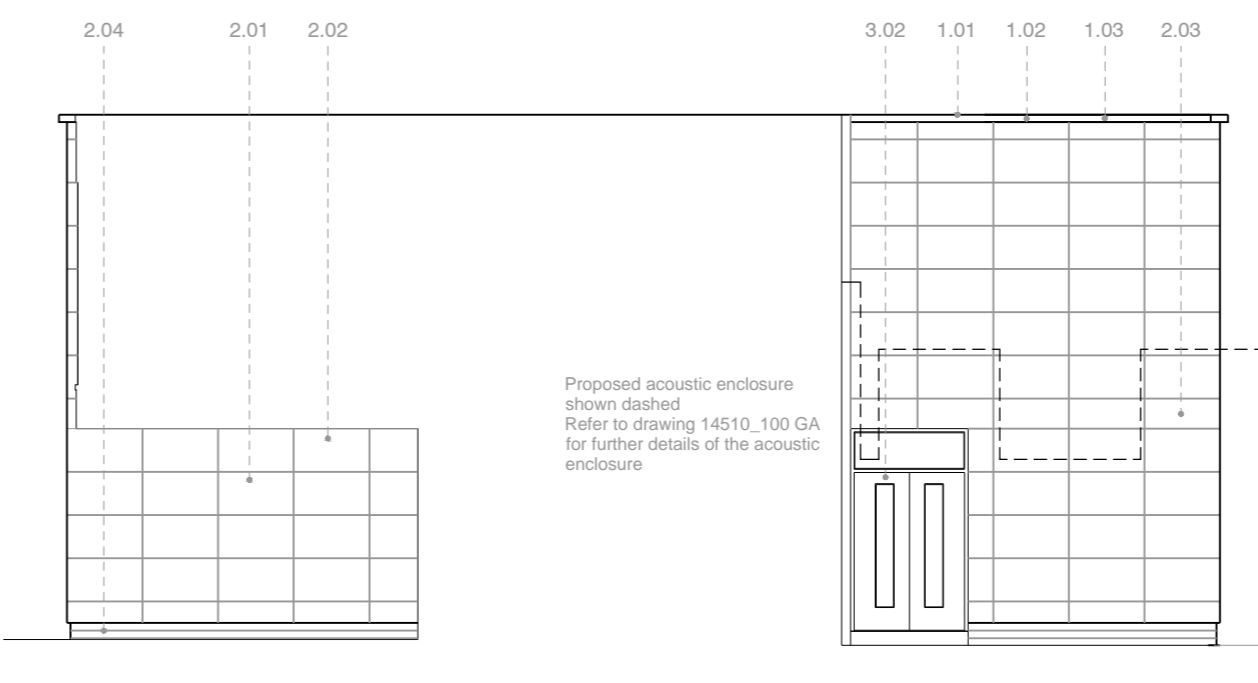 2.04 2.01 2.02 3.02 1.01 1.02 1.03 2.03
Proposed acoustic enclosure
shown dashed
Refer to drawing 14510_100 GA
for further details of the acoustic
enclosure